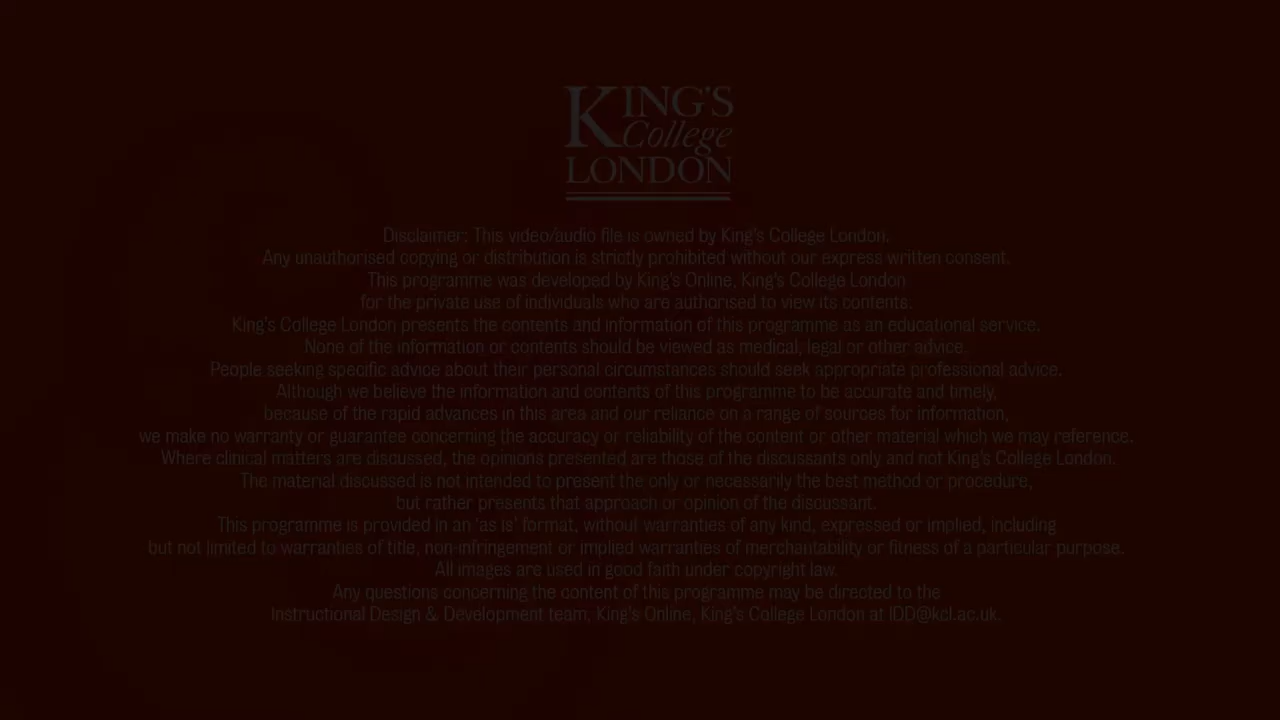 KING'S
College
LONDON
Disclaimer: This video/audio file is owned by King's College London.
Any unauthorised copying or distribution is strictly prohibited without our express written consent.
This programme was developed by King's Online, King's College London
for the private use of individuals who are authorised to view its contents.
King's College London presents the contents and information of this programme as an educational service.
None of the information or contents should be viewed as medical, legal or other advice.
People seeking specific advice about their personal circumstances should seek appropriate professional advice.
Although we believe the information and contents of this programme to be accurate and timely,
because of the rapid advances in this area and our reliance on a range of sources for information,
we make no warranty or guarantee concerning the accuracy or reliability of the content or other material which we may reference.
Where clinical matters are discussed, the opinions presented are those of the discussants only and not King's College London.
The material discussed is not intended to present the only or necessarily the best method or procedure,
but rather presents that approach or opinion of the discussant.
This programme is provided in an 'as is' format, without warranties of any kind, expressed or implied, including
but not limited to warranties of title, non-infringement or implied warranties of merchantability or fitness of a particular purpose.
All images are used in good faith under copyright law.
Any questions concerning the content of this programme may be directed to the
Instructional Design & Development team, King's Online, King's College London at IDD@kcl.ac.uk.